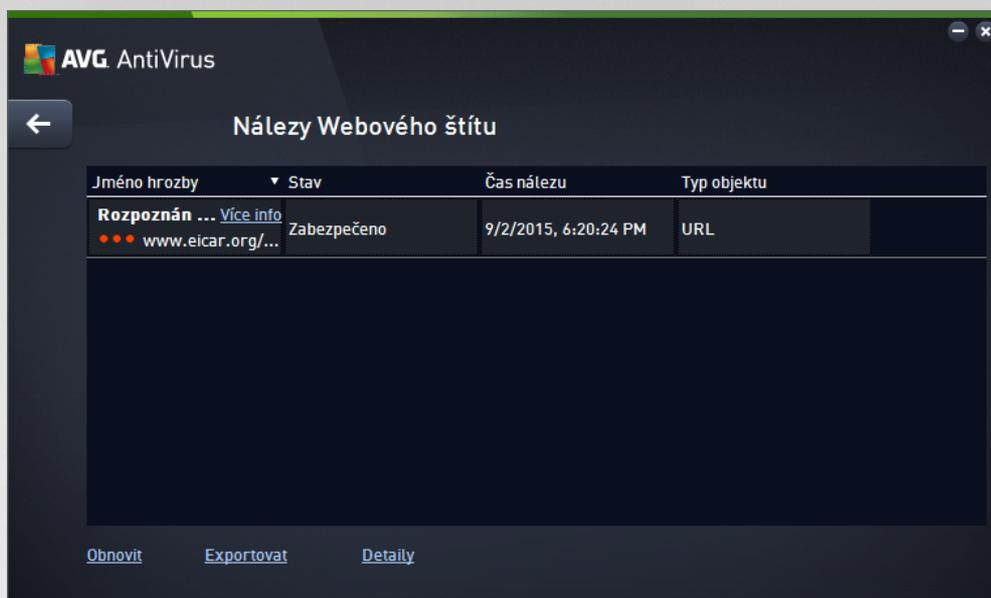 AVG AntiVirus
Nálezy Webového štítu
Jméno hrozby Stav Čas nálezu Typ objektu
Rozpoznán ... Více info
www.eicar.org/... Zabezpečeno 9/2/2015, 6:20:24 PM URL
Obnovit Exportovat Detaily